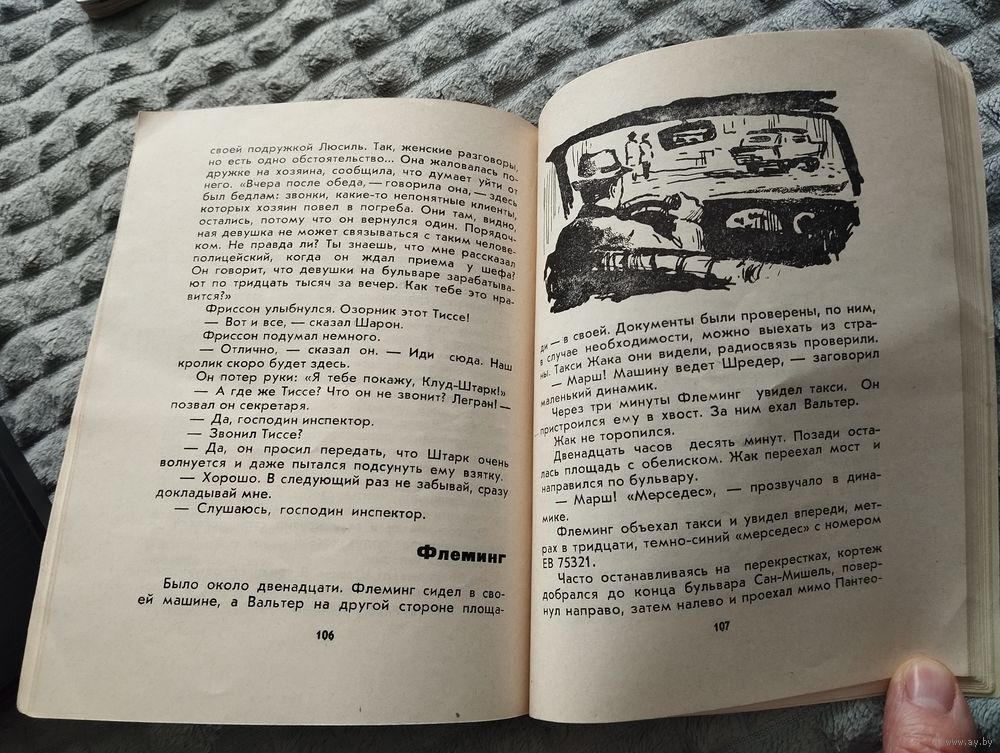 своей подружкой Люсиль. Так, женские разговоры,
но есть одно обстоятельство... Она жаловалась по-
дружке на хозяина, сообщила, что думает уйти от
него. «Вчера после обеда, — говорила она, — здесь
был бедлам: звонки, какие-то непонятные клиенты,
которых хозяин повел в погреба. Они там, видно,
остались, потому что он вернулся один. Порядоч-
ная девушка не может связываться с таким челове-
ком. Не правда ли? Ты знаешь, что мне рассказал
полицейский, когда он ждал приема у шефа?
Он говорит, что девушки на бульваре зарабатыва-
ют по тридцать тысяч за вечер. Как тебе это нра-
вится?»
Фриссон улыбнулся. Озорник этот Тиссе!
— Вот и все, — сказал Шарон.
Фриссон подумал немного.
— Отлично, — сказал он. — Иди сюда. Наш
кролик скоро будет здесь.
Он потер руки: «Я тебе покажу, Клуд-Штарк!»
— А где же Тиссе? Что он не звонит? Легран! —
позвал он секретаря.
— Да, господин инспектор.
— Звонил Тиссе?
— Да, он просил передать, что Штарк очень
волнуется и даже пытался подсунуть ему взятку.
— Хорошо. В следующий раз не забывай, сразу
докладывай мне.
— Слушаюсь, господин инспектор.
Флеминг
Было около двенадцати. Флеминг сидел в сво-
ей машине, а Вальтер на другой стороне площа-
106
ди — в своей. Документы были проверены, по ним,
в случае необходимости, можно выехать из стра-
ны. Такси Жака они видели, радиосвязь проверили.
— Марш! Машину ведет Шредер, — заговорил
маленький динамик.
Через три минуты Флеминг увидел такси. Он
пристроился ему в хвост. За ним ехал Вальтер.
Жак не торопился.
Двенадцать часов десять минут. Позади оста-
лась площадь с обелиском. Жак переехал мост и
направился по бульвару.
— Марш! «Мерседес», — прозвучало в дина-
мике.
Флеминг объехал такси и увидел впереди, мет-
рах в тридцати, темно-синий «мерседес» с номером
ЕВ 75321.
Часто останавливаясь на перекрестках, кортеж
добрался до конца бульвара Сан-Мишель, повер-
нул направо, затем налево и проехал мимо Пантео-
107
www.ay.by